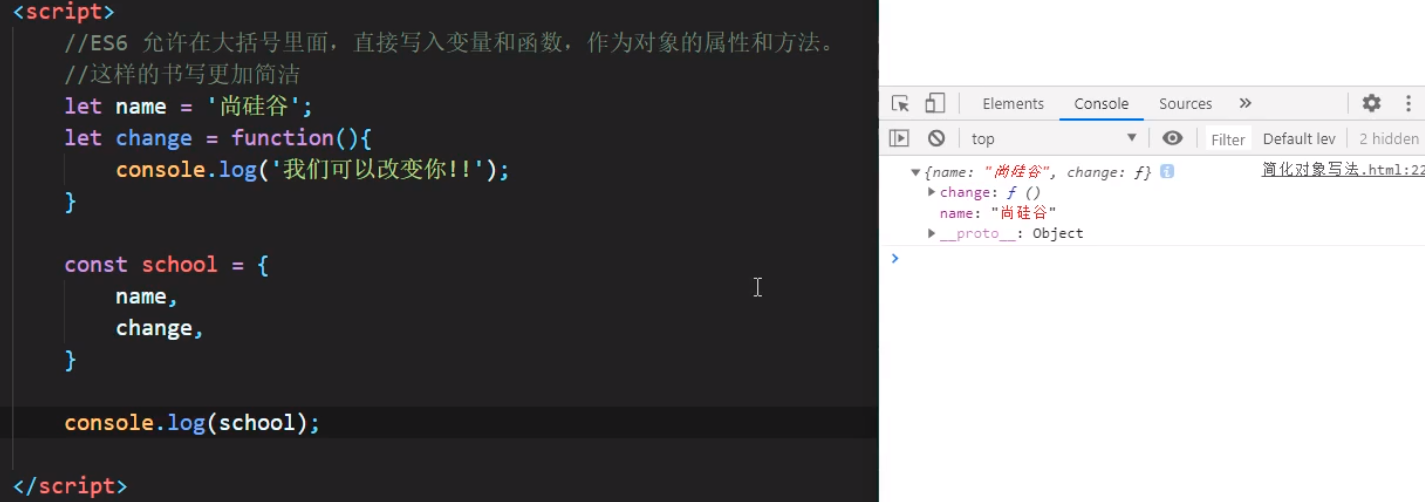 <script>
//ES6 允许在大括号里面，直接写入变量和函数，作为对象的属性和方法。
//这样的书写更加简洁
let name = '尚硅谷';
let change = function(){
console.log('我们可以改变你!!');
}
const school = {
name,
change,
}
console.log(school);
</script>
Elements Console Sources »
top Filter Default lev 2 hidden
▼{name: "尚硅谷", change: ƒ} i 简化对象写法.html:22
▶change: ƒ ()
name: "尚硅谷"
▶__proto__: Object
>